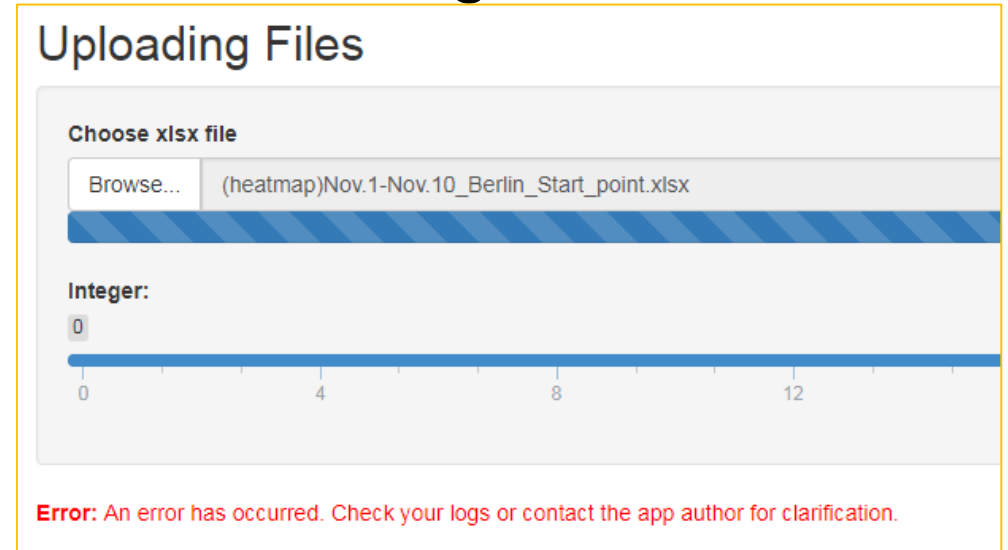 Uploading Files
Choose xlsx file
Browse... (heatmap)Nov.1-Nov.10_Berlin_Start_point.xlsx
Integer:
0
0 4 8 12
Error: An error has occurred. Check your logs or contact the app author for clarification.